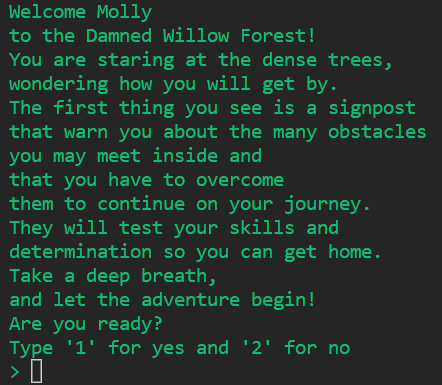 Welcome Molly
to the Damned Willow Forest!
You are staring at the dense trees,
wondering how you will get by.
The first thing you see is a signpost
that warn you about the many obstacles
you may meet inside and
that you have to overcome
them to continue on your journey.
They will test your skills and
determination so you can get home.
Take a deep breath,
and let the adventure begin!
Are you ready?
Type '1' for yes and '2' for no
>